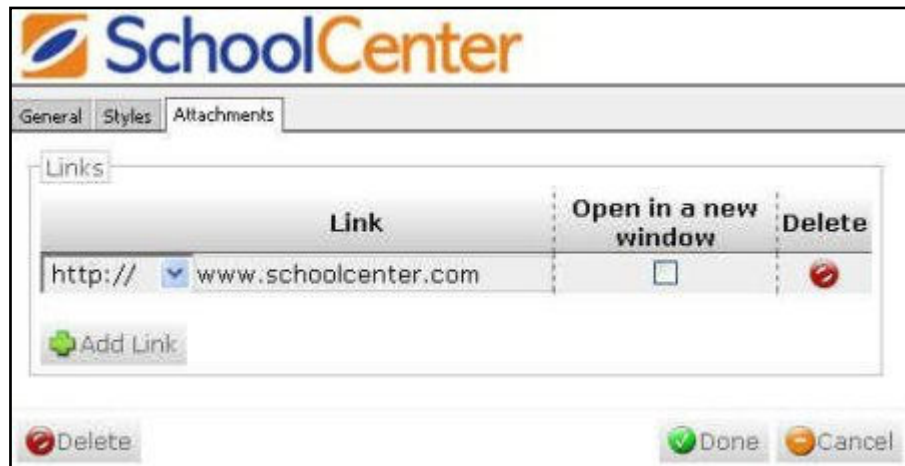 SchoolCenter
General Styles Attachments
Links
Link Open in a new window Delete
http:// www.schoolcenter.com
Add Link
Delete Done Cancel